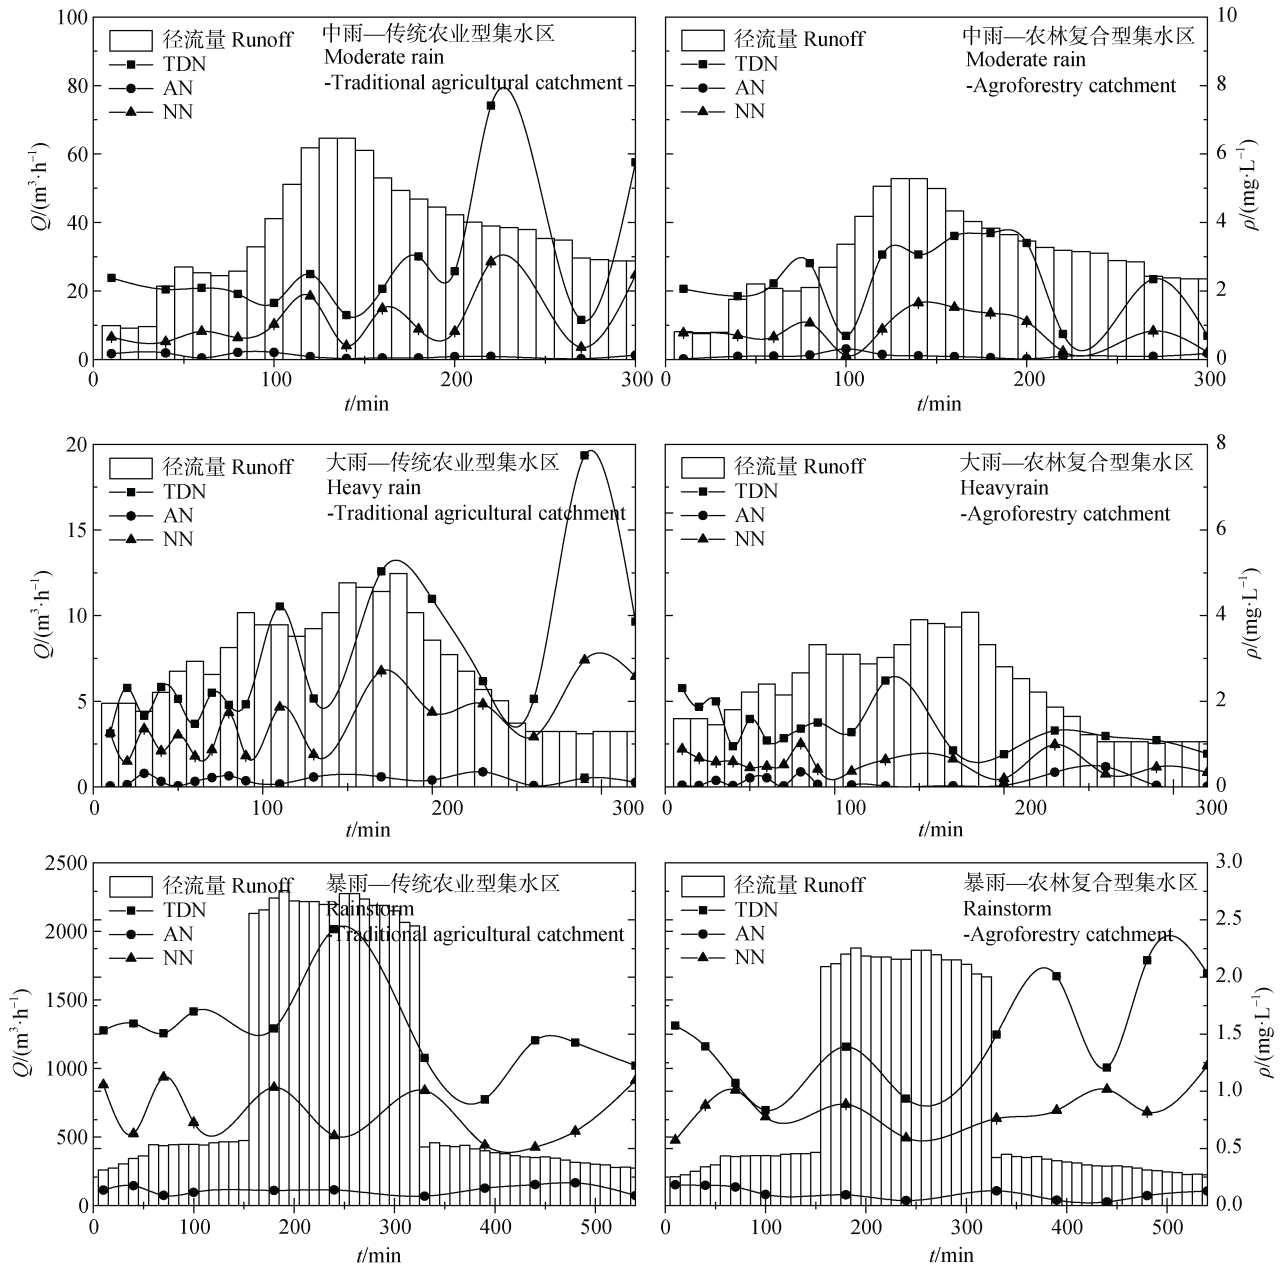 100
80
60
40
20
0
Q/(m³·h⁻¹)
径流量 Runoff
TDN
AN
NN
中雨—传统农业型集水区
Moderate rain
-Traditional agricultural catchment
0
100
200
300
t/min
径流量 Runoff
TDN
AN
NN
中雨—农林复合型集水区
Moderate rain
-Agroforestry catchment
10
8
6
4
2
0
ρ/(mg·L⁻¹)
0
100
200
300
t/min
20
15
10
5
0
Q/(m³·h⁻¹)
径流量 Runoff
TDN
AN
NN
大雨—传统农业型集水区
Heavy rain
-Traditional agricultural catchment
0
100
200
300
t/min
径流量 Runoff
TDN
AN
NN
大雨—农林复合型集水区
Heavyrain
-Agroforestry catchment
8
6
4
2
0
ρ/(mg·L⁻¹)
0
100
200
300
t/min
2500
2000
1500
1000
500
0
Q/(m³·h⁻¹)
径流量 Runoff
TDN
AN
NN
暴雨—传统农业型集水区
Rainstorm
-Traditional agricultural catchment
0
100
200
300
400
500
t/min
径流量 Runoff
TDN
AN
NN
暴雨—农林复合型集水区
Rainstorm
-Agroforestry catchment
3.0
2.5
2.0
1.5
1.0
0.5
0.0
ρ/(mg·L⁻¹)
0
100
200
300
400
500
t/min